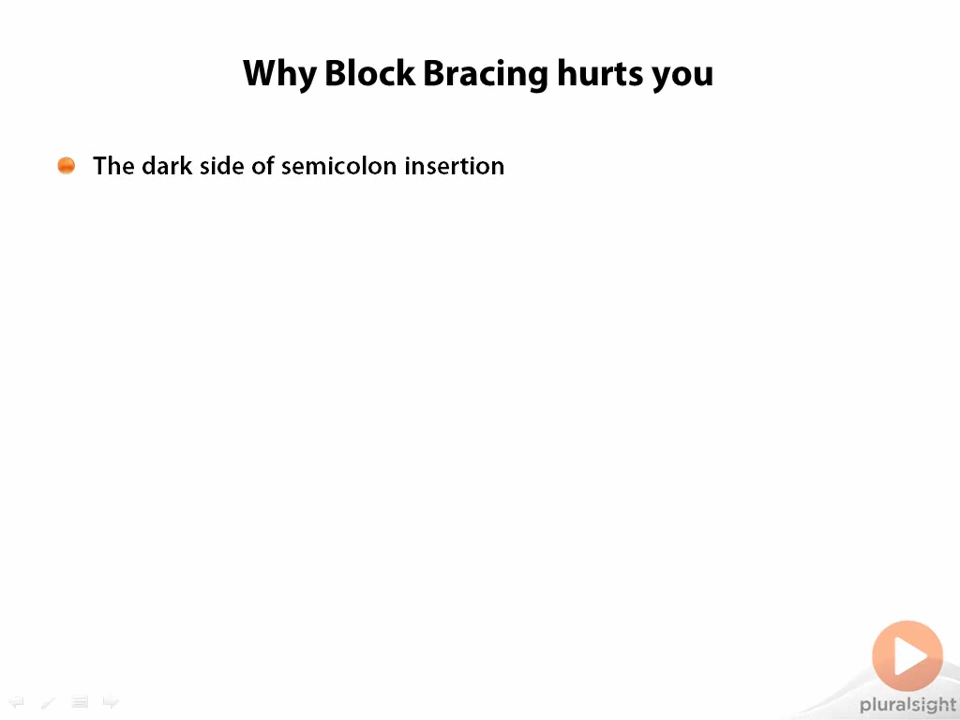 Why Block Bracing hurts you
The dark side of semicolon insertion
pluralsight